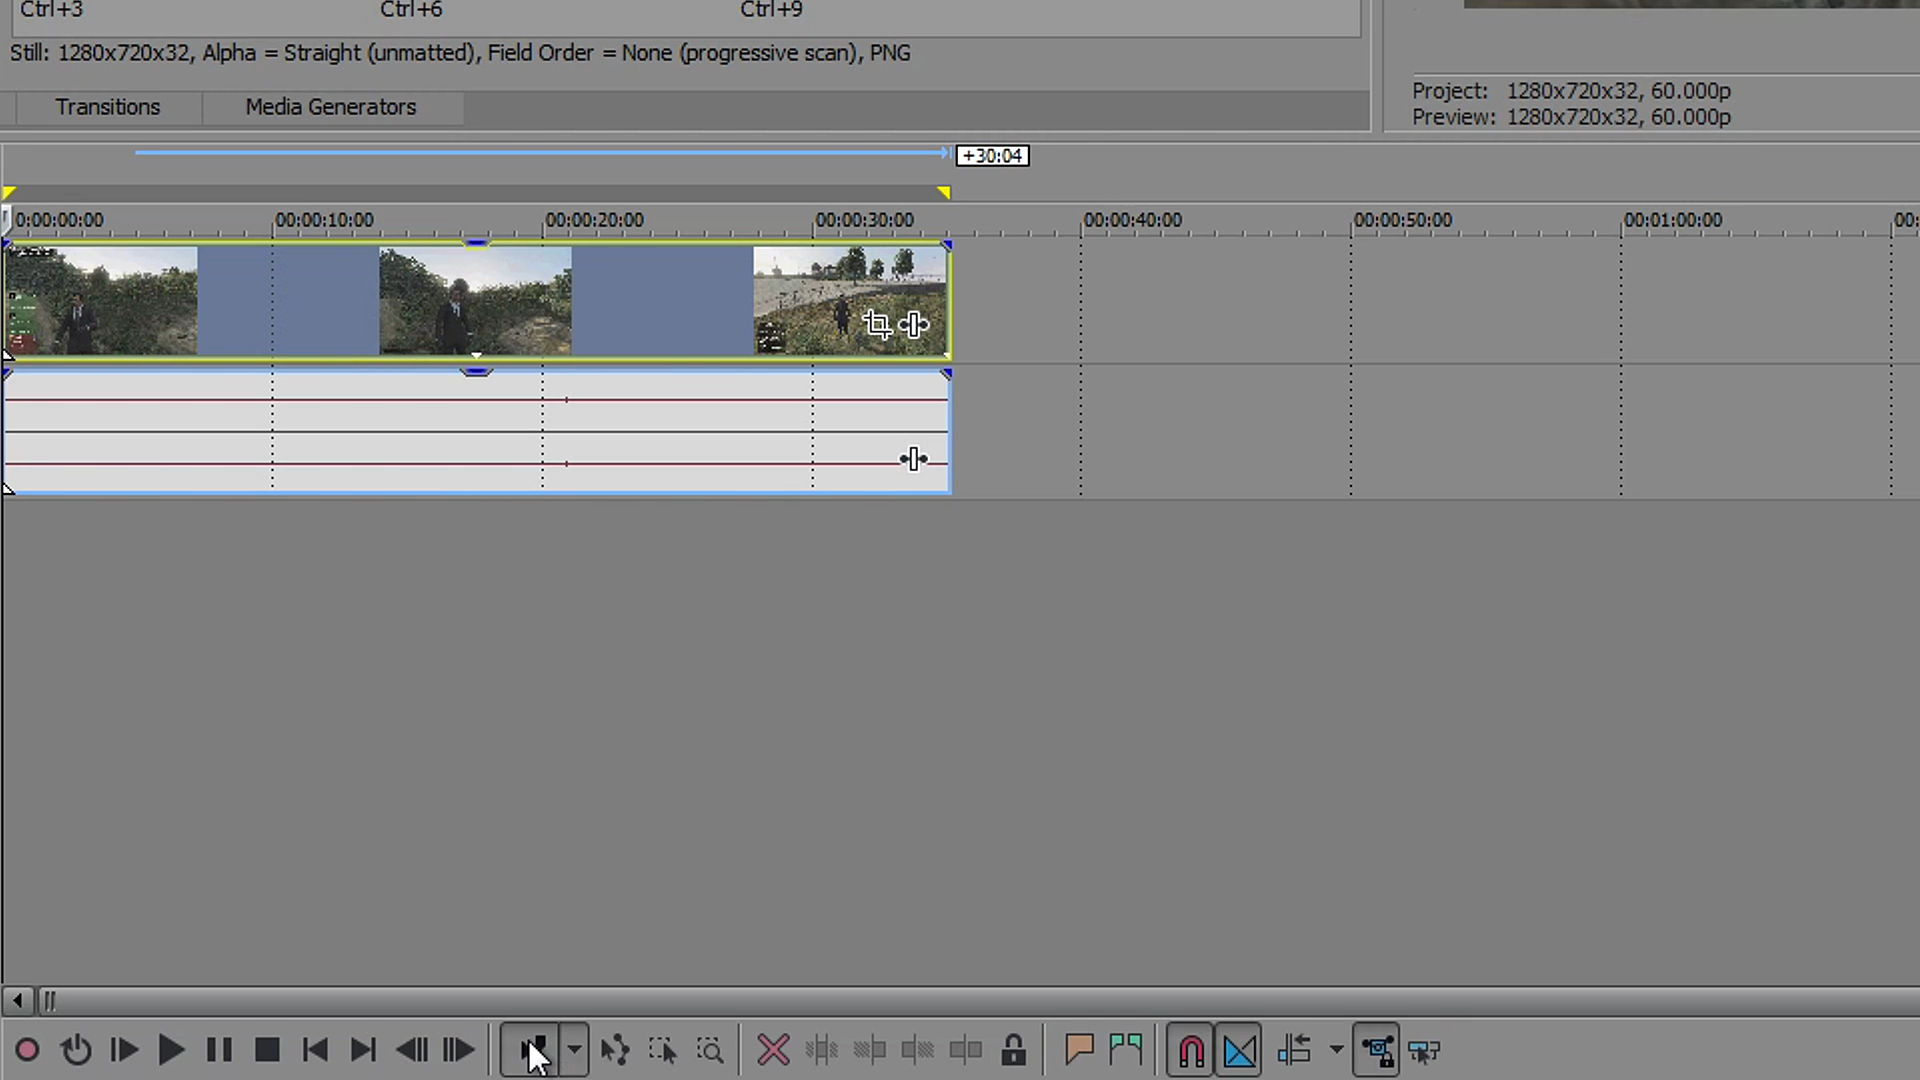 Ctrl+3 Ctrl+6 Ctrl+9
Still: 1280x720x32, Alpha = Straight (unmatted), Field Order = None (progressive scan), PNG
Transitions Media Generators
Project: 1280x720x32, 60.000p
Preview: 1280x720x32, 60.000p
+30:04
0:00:00:00 00:00:10:00 00:00:20:00 00:00:30:00 00:00:40:00 00:00:50:00 00:01:00:00 00: